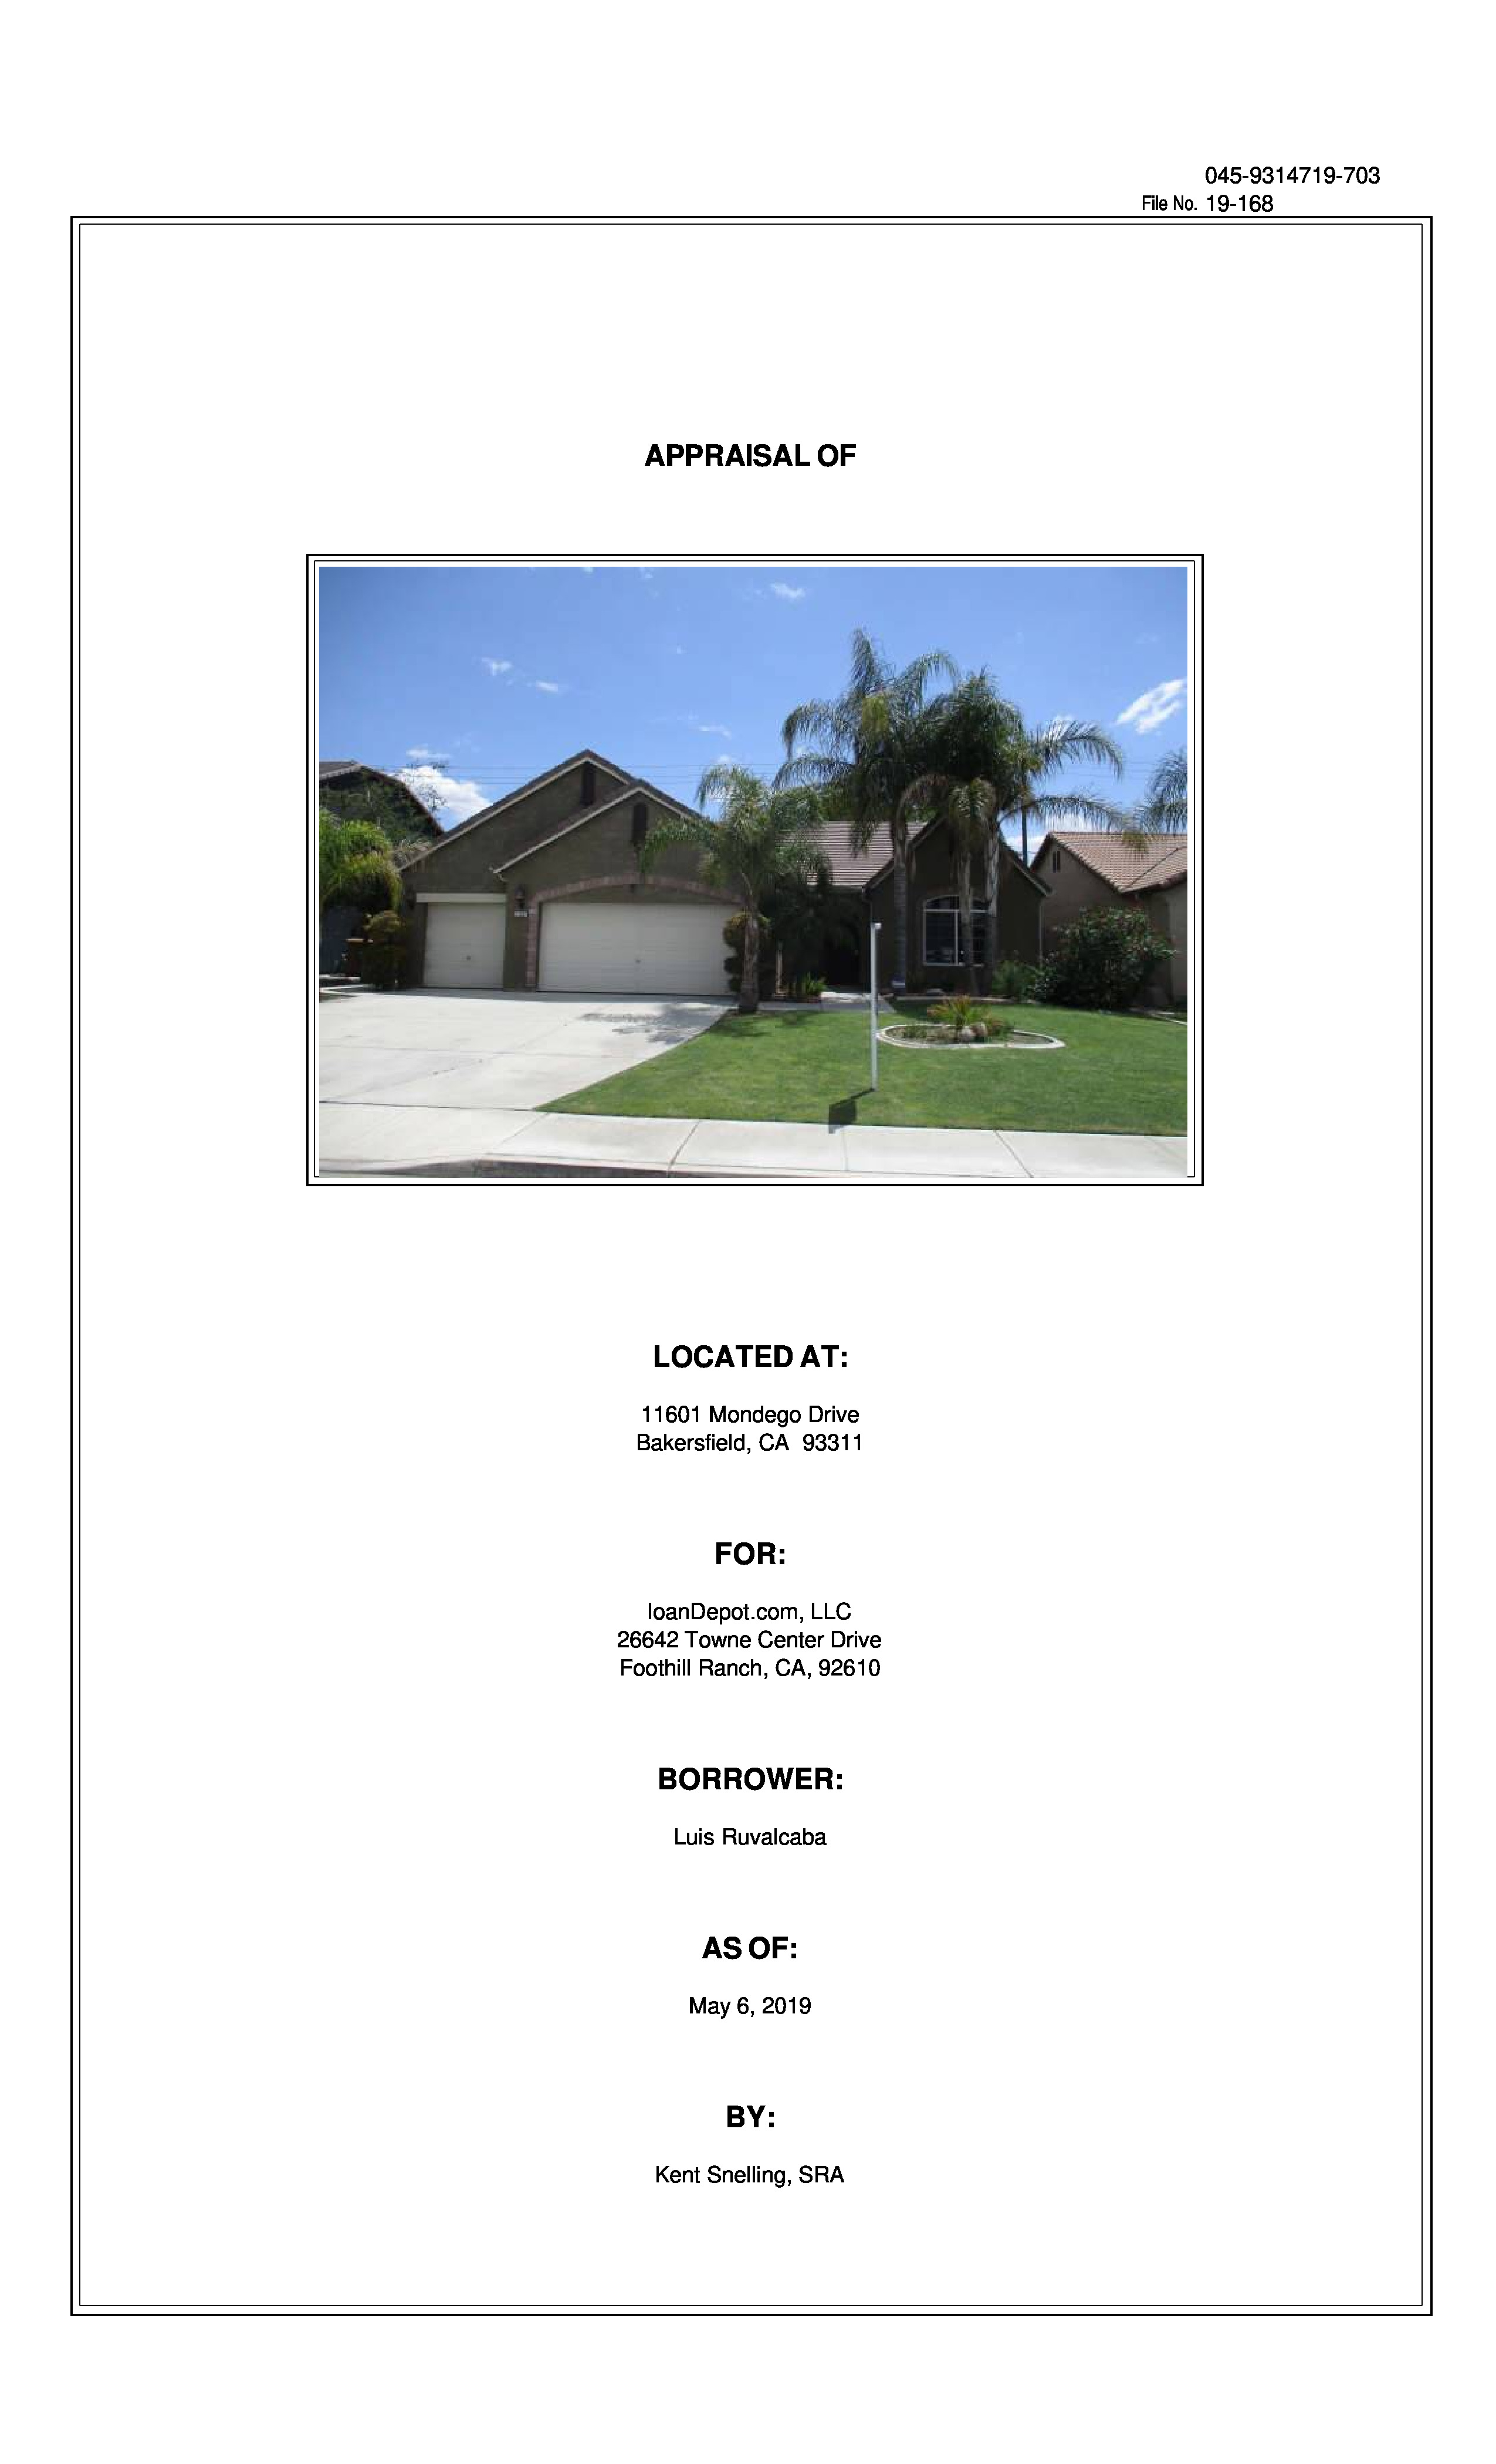 045-9314719-703
File No. 19-168
APPRAISAL OF
LOCATED AT:
11601 Mondego Drive
Bakersfield, CA 93311
FOR:
loanDepot.com, LLC
26642 Towne Center Drive
Foothill Ranch, CA, 92610
BORROWER:
Luis Ruvalcaba
AS OF:
May 6, 2019
BY:
Kent Snelling, SRA